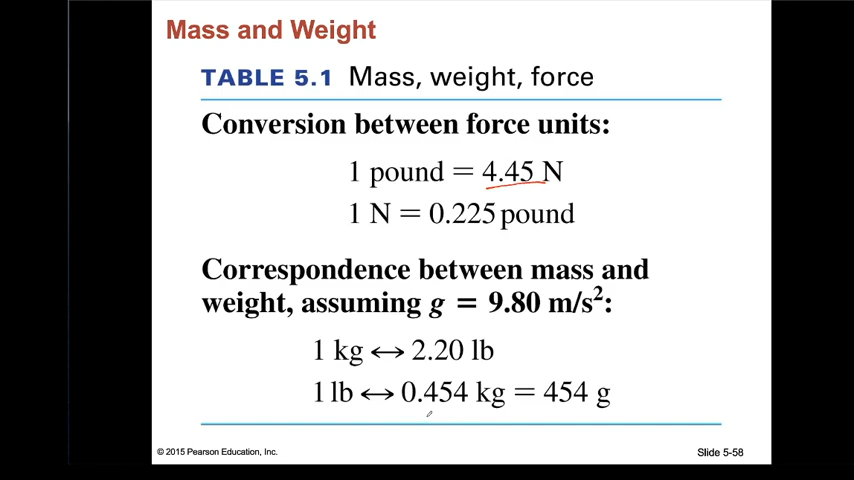 Mass and Weight
TABLE 5.1 Mass, weight, force
Conversion between force units:
1 pound = 4.45 N
1 N = 0.225 pound
Correspondence between mass and
weight, assuming g = 9.80 m/s²:
1 kg ↔ 2.20 lb
1 lb ↔ 0.454 kg = 454 g
© 2015 Pearson Education, Inc.
Slide 5-58